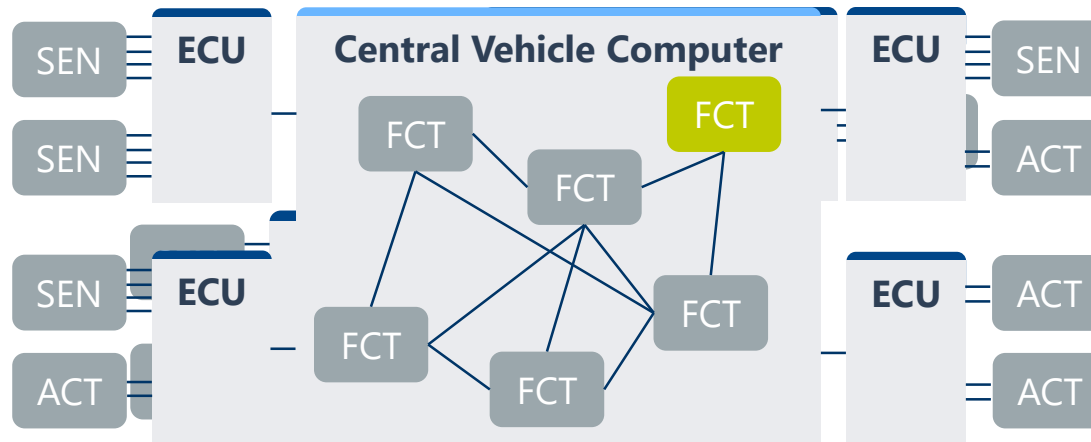 SEN
ECU
Central Vehicle Computer
ECU
SEN
FCT
FCT
SEN
FCT
ACT
SEN
ECU
FCT
FCT
FCT
ECU
ACT
ACT
ACT